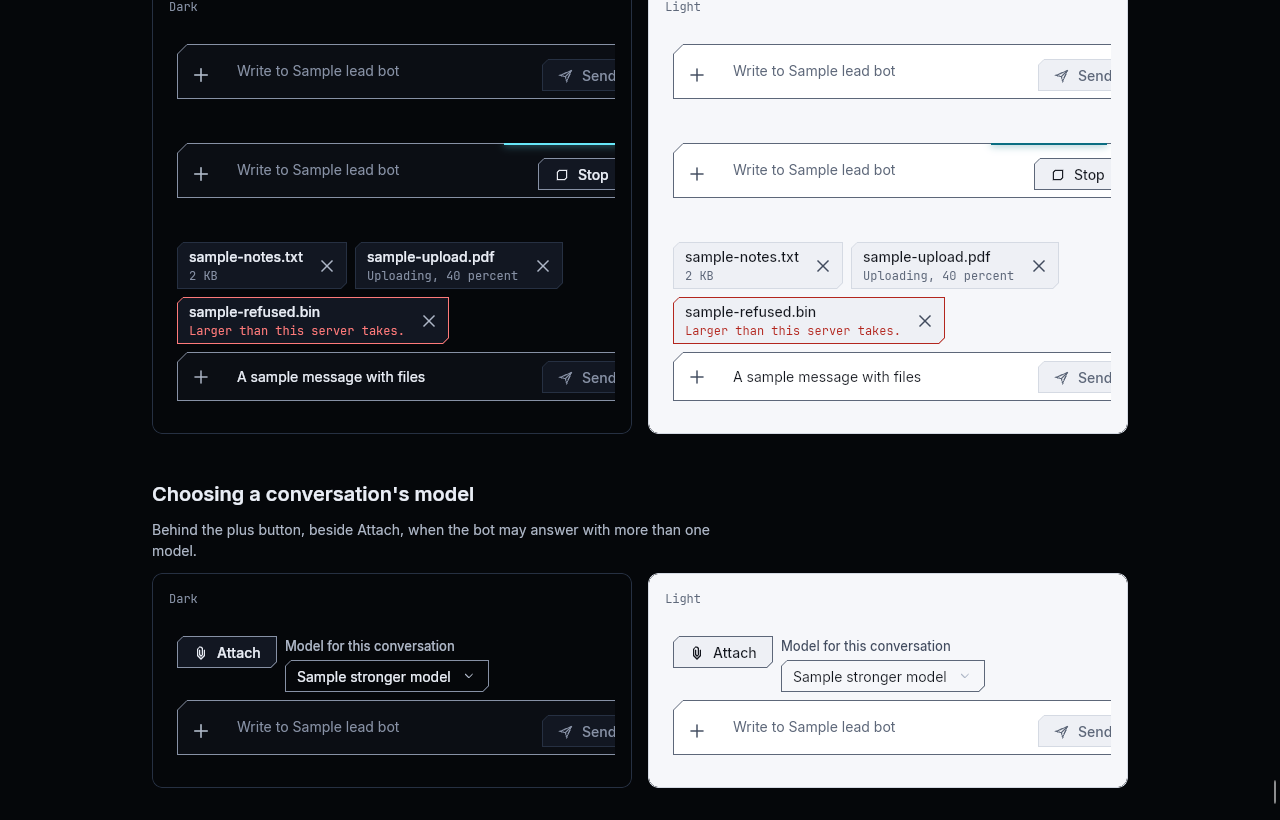 Dark
Light
Write to Sample lead bot
Send
Write to Sample lead bot
Send
Write to Sample lead bot
Stop
Write to Sample lead bot
Stop
sample-notes.txt
2 KB
sample-upload.pdf
Uploading, 40 percent
sample-notes.txt
2 KB
sample-upload.pdf
Uploading, 40 percent
sample-refused.bin
Larger than this server takes.
sample-refused.bin
Larger than this server takes.
A sample message with files
Send
A sample message with files
Send
Choosing a conversation's model
Behind the plus button, beside Attach, when the bot may answer with more than one
model.
Dark
Light
Attach
Model for this conversation
Sample stronger model
Attach
Model for this conversation
Sample stronger model
Write to Sample lead bot
Send
Write to Sample lead bot
Send